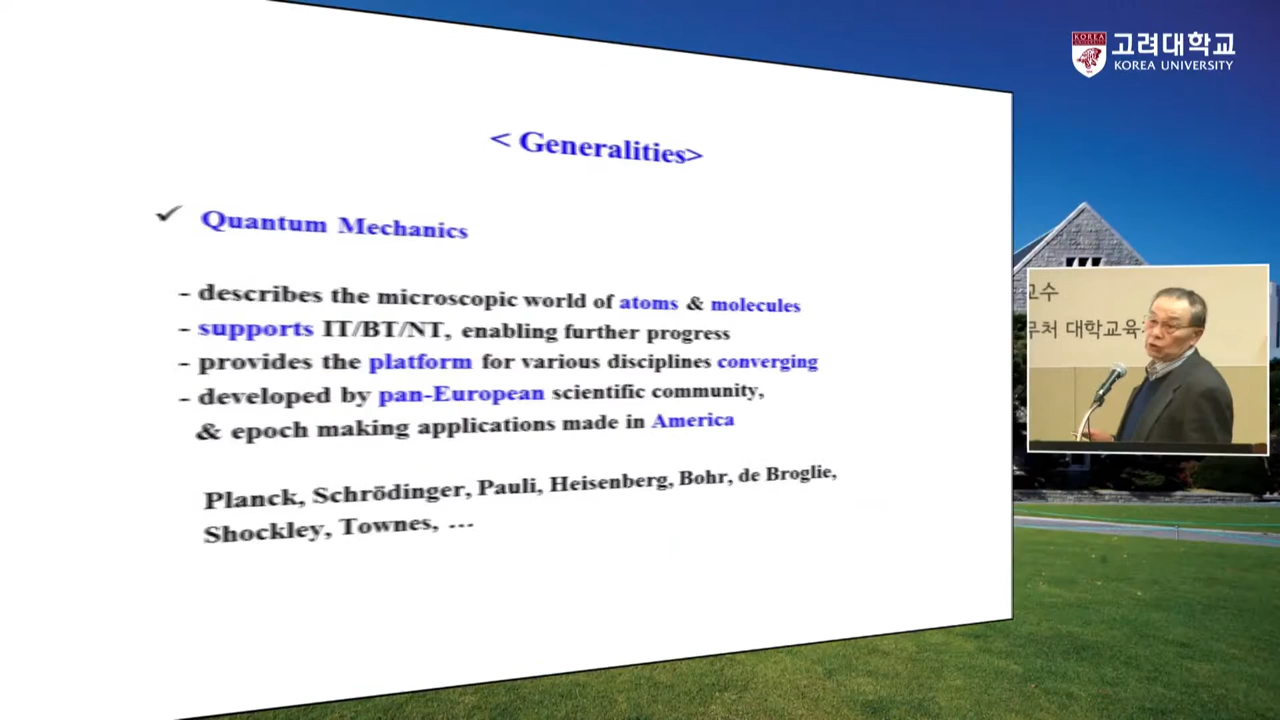 고려대학교
KOREA
KOREA UNIVERSITY
< Generalities>
✓ Quantum Mechanics
- describes the microscopic world of atoms & molecules
- supports IT/BT/NT, enabling further progress
- provides the platform for various disciplines converging
- developed by pan-European scientific community,
& epoch making applications made in America
Planck, Schrödinger, Pauli, Heisenberg, Bohr, de Broglie,
Shockley, Townes, ...
교수
무처 대학교육